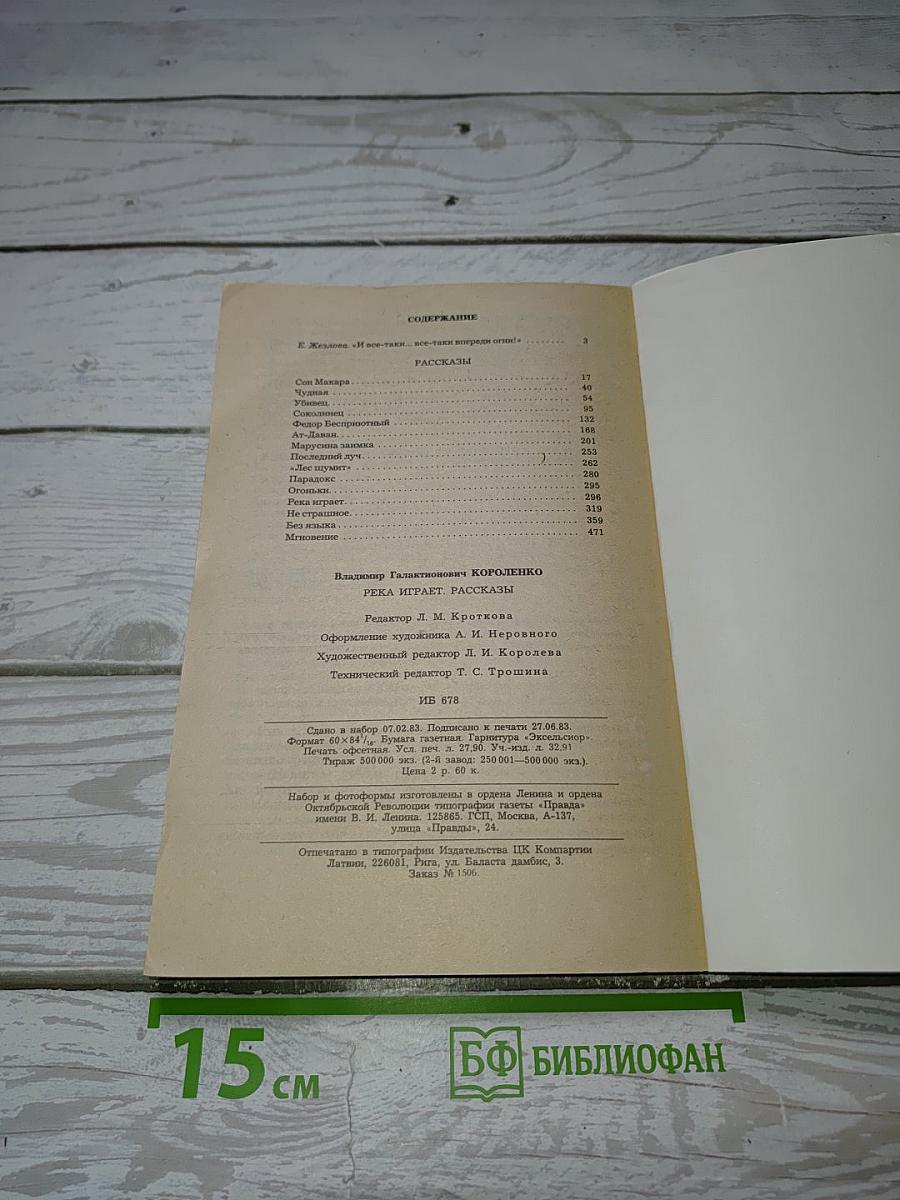 СОДЕРЖАНИЕ
Е. Жезлова. «И все-таки... все-таки впереди огни!» ........ 3
РАССКАЗЫ
Сон Макара ........ 17
Чудная ........ 40
Убивец ........ 54
Соколинец ........ 95
Федор Бесприютный ........ 132
Ат-Даван ........ 168
Марусина заимка ........ 201
Последний луч ........ 253
«Лес шумит» ........ 262
Парадокс ........ 280
Огоньки ........ 295
Река играет ........ 296
Не страшное ........ 319
Без языка ........ 359
Мгновение ........ 471
Владимир Галактионович КОРОЛЕНКО
РЕКА ИГРАЕТ. РАССКАЗЫ
Редактор Л. М. Кроткова
Оформление художника А. И. Неровного
Художественный редактор Л. И. Королева
Технический редактор Т. С. Трошина
ИБ 678
Сдано в набор 07.02.83. Подписано к печати 27.06.83.
Формат 60×84 1/16. Бумага газетная. Гарнитура «Эксельсиор».
Печать офсетная. Усл. печ. л. 27,90. Уч.-изд. л. 32,91
Тираж 500 000 экз. (2-й завод: 250 001—500 000 экз.).
Цена 2 р. 60 к.
Набор и фотоформы изготовлены в ордена Ленина и ордена
Октябрьской Революции типографии газеты «Правда»
имени В. И. Ленина. 125865. ГСП, Москва, А-137,
улица «Правды», 24.
Отпечатано в типографии Издательства ЦК Компартии
Латвии, 226081, Рига, ул. Баласта дамбис, 3.
Заказ № 1506.
15 см
БФ БИБЛИОФАН